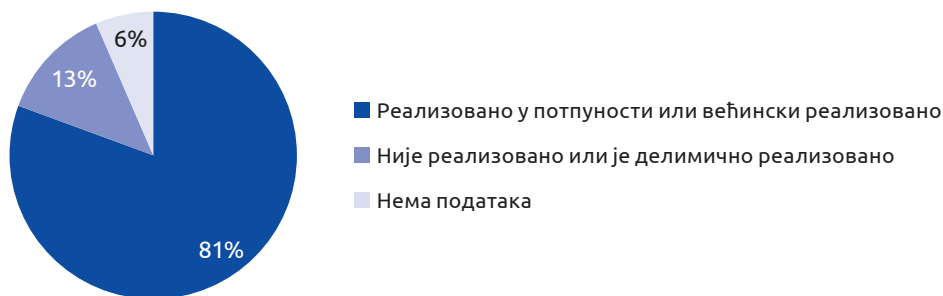 6%
13%
81%
Реализовано у потпуности или већински реализовано
Није реализовано или је делимично реализовано
Нема података